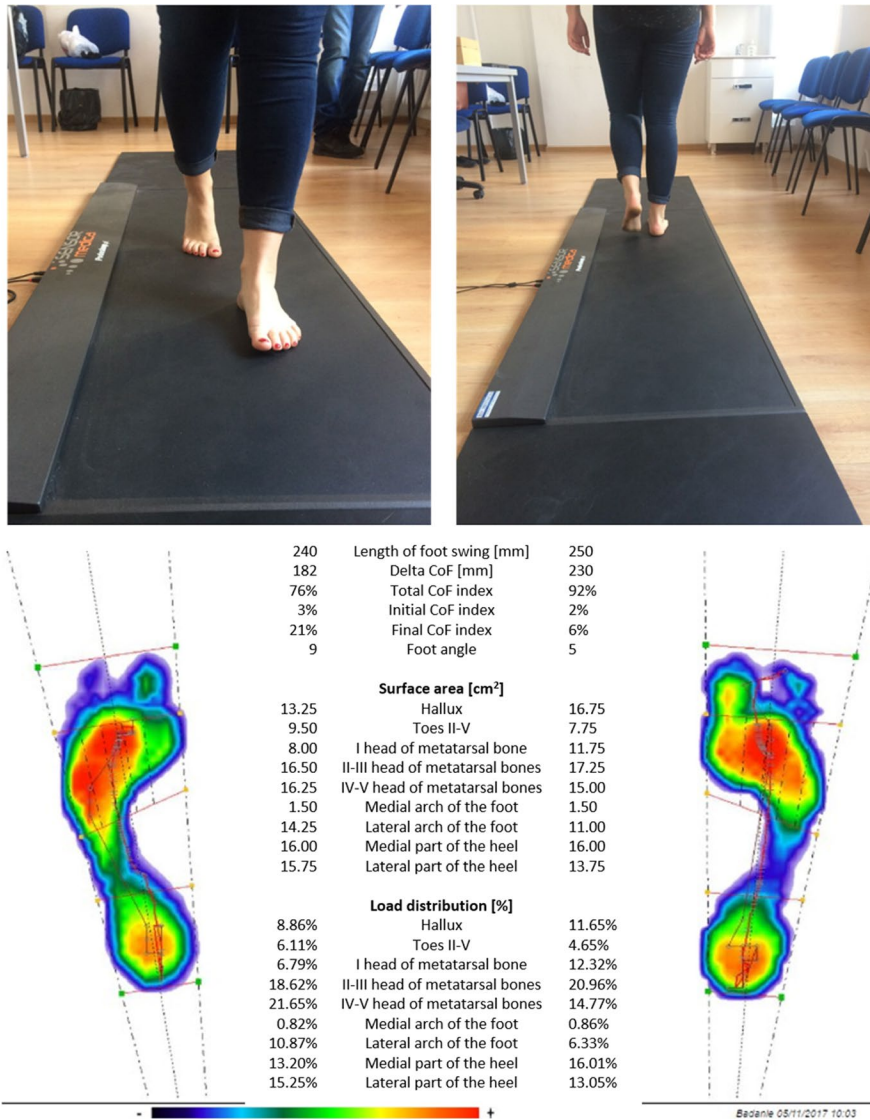 SENSOR
medica
SENSOR
medica
240 Length of foot swing [mm] 250
182 Delta CoF [mm] 230
76% Total CoF index 92%
3% Initial CoF index 2%
21% Final CoF index 6%
9 Foot angle 5
Surface area [cm²]
13.25 Hallux 16.75
9.50 Toes II-V 7.75
8.00 I head of metatarsal bone 11.75
16.50 II-III head of metatarsal bones 17.25
16.25 IV-V head of metatarsal bones 15.00
1.50 Medial arch of the foot 1.50
14.25 Lateral arch of the foot 11.00
16.00 Medial part of the heel 16.00
15.75 Lateral part of the heel 13.75
Load distribution [%]
8.86% Hallux 11.65%
6.11% Toes II-V 4.65%
6.79% I head of metatarsal bone 12.32%
18.62% II-III head of metatarsal bones 20.96%
21.65% IV-V head of metatarsal bones 14.77%
0.82% Medial arch of the foot 0.86%
10.87% Lateral arch of the foot 6.33%
13.20% Medial part of the heel 16.01%
15.25% Lateral part of the heel 13.05%
- +
Badanie 05/11/2017 10:03